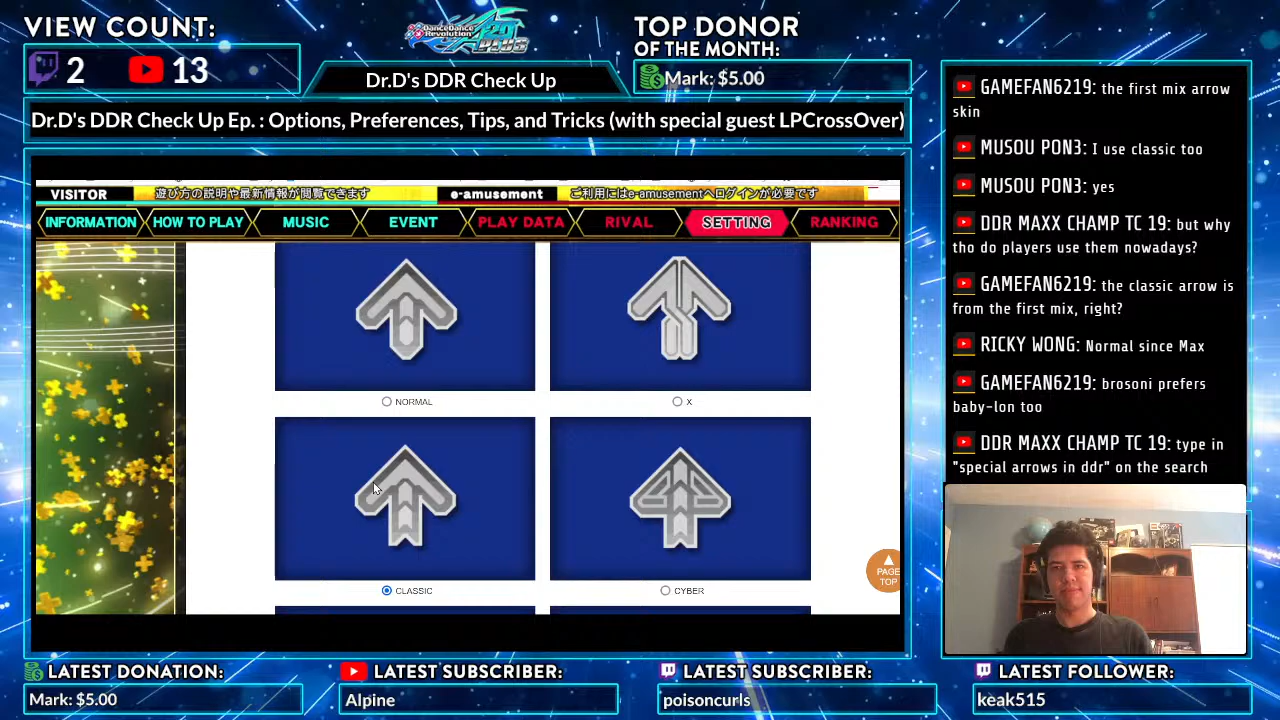 VIEW COUNT:
2
13
DanceDanceRevolution A20 PLUS
Dr.D's DDR Check Up
TOP DONOR
OF THE MONTH:
Mark: $5.00
Dr.D's DDR Check Up Ep. : Options, Preferences, Tips, and Tricks (with special guest LPCrossOver)
VISITOR
遊び方の説明や最新情報が閲覧できます
e-amusement
ご利用にはe-amusementへログインが必要です
INFORMATION
HOW TO PLAY
MUSIC
EVENT
PLAY DATA
RIVAL
SETTING
RANKING
NORMAL
X
CLASSIC
CYBER
PAGE
TOP
GAMEFAN6219: the first mix arrow
skin
MUSOU PON3: I use classic too
MUSOU PON3: yes
DDR MAXX CHAMP TC 19: but why
tho do players use them nowadays?
GAMEFAN6219: the classic arrow is
from the first mix, right?
RICKY WONG: Normal since Max
GAMEFAN6219: brosoni prefers
baby-lon too
DDR MAXX CHAMP TC 19: type in
"special arrows in ddr" on the search
LATEST DONATION:
Mark: $5.00
LATEST SUBSCRIBER:
Alpine
LATEST SUBSCRIBER:
poisoncurls
LATEST FOLLOWER:
keak515